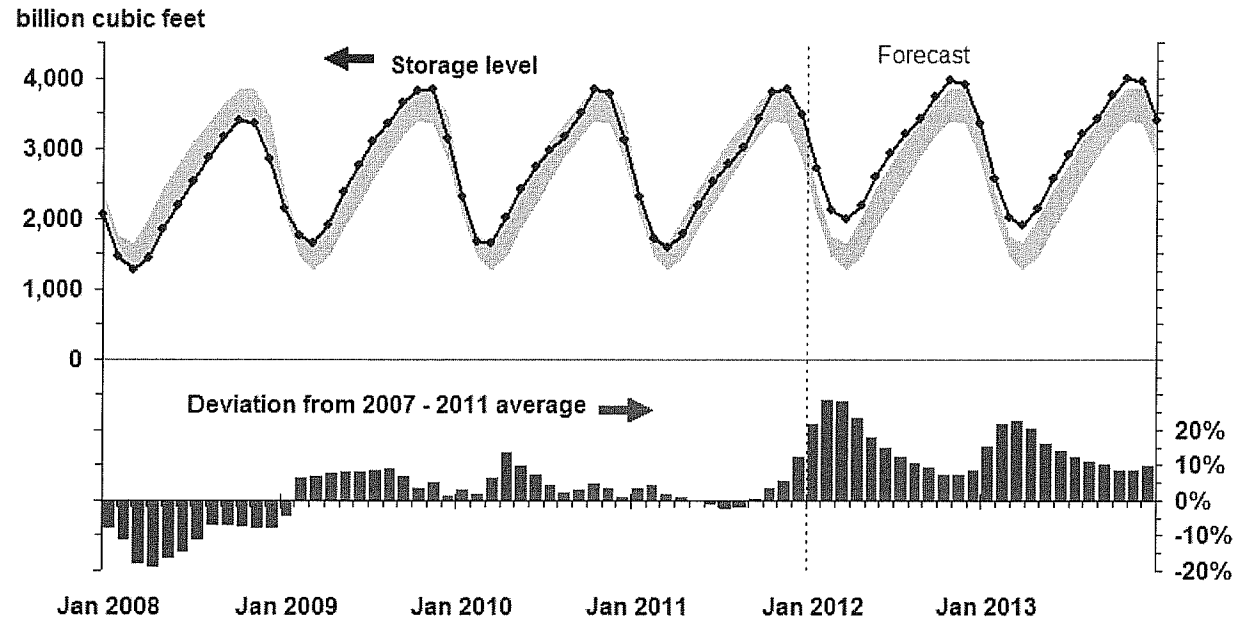 billion cubic feet
Forecast
Storage level
4,000
3,000
2,000
1,000
0
Deviation from 2007 - 2011 average
20%
10%
0%
-10%
-20%
Jan 2008 Jan 2009 Jan 2010 Jan 2011 Jan 2012 Jan 2013